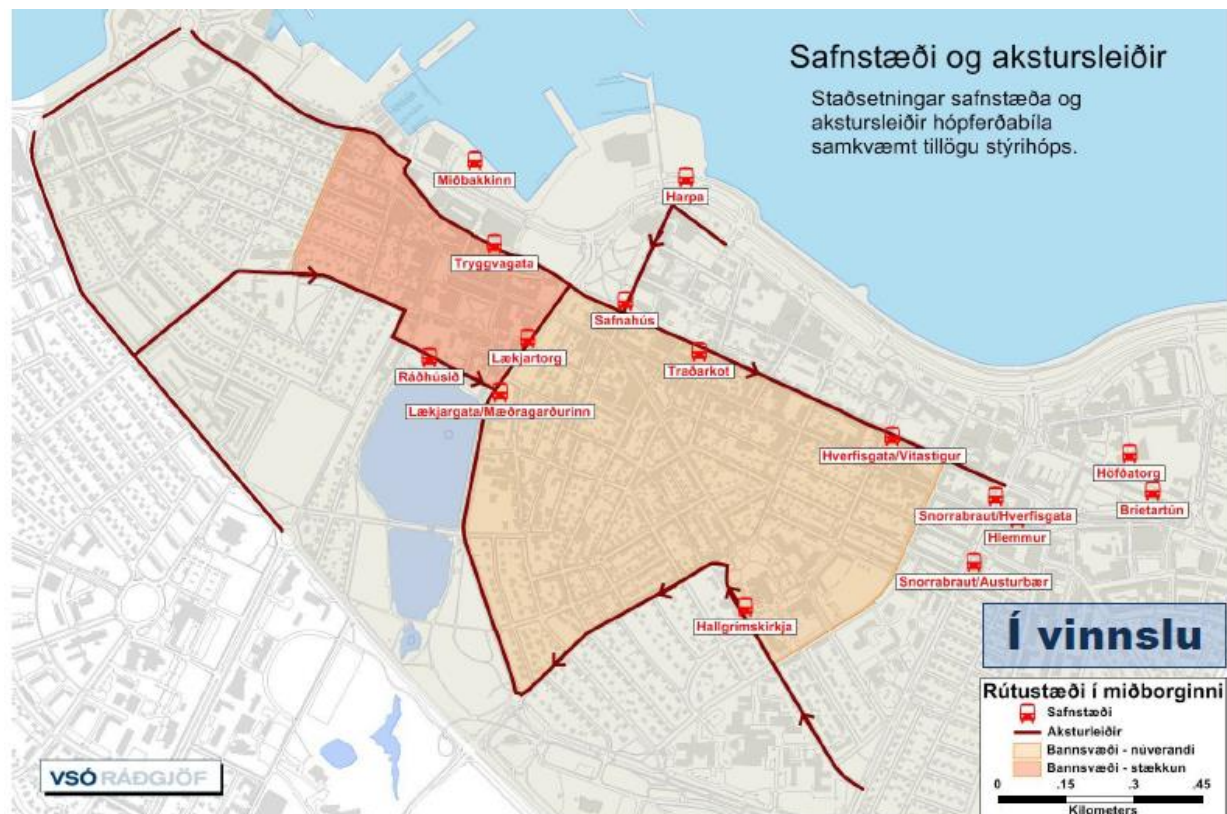 Safnstæði og akstursleiðir
Staðsetningar safnstæða og
akstursleiðir hópferðabíla
samkvæmt tillögu stýrihóps.
Miðbakkinn
Harpa
Tryggvagata
Safnahús
Lækjartorg
Traðarkot
Ráðhúsið
Lækjargata/Mæðragarðurinn
Hverfisgata/Vitastígur
Höfðatorg
Snorrabraut/Hverfisgata
Brietartún
Hlemmur
Snorrabraut/Austurbær
Hallgrímskirkja
Í vinnslu
Rútustæði í miðborginni
Safnstæði
Aksturleiðir
Bannsvæði - núverandi
Bannsvæði - stækkun
0 .15 .3 .45
Kilometers
VSÓ RÁÐGJÖF